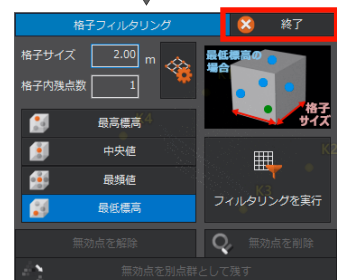 格子フィルタリング
終了
格子サイズ 2.00 m
格子内残点数 1
最低標高の
場合
格子
サイズ
最高標高
中央値
最頻値
最低標高
K4
K2
K3
フィルタリングを実行
無効点を解除
無効点を削除
無効点を別点群として残す